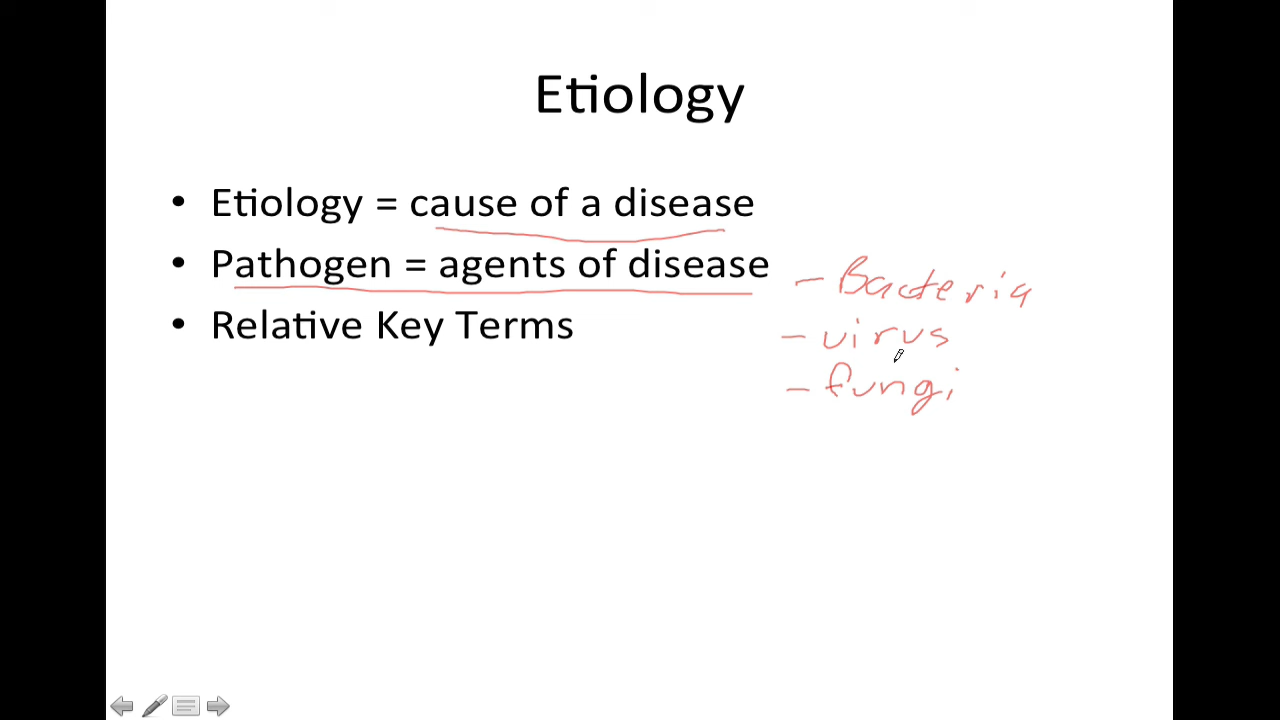 Etiology
• Etiology = cause of a disease
• Pathogen = agents of disease
- Bacteria
- virus
- fungi
• Relative Key Terms